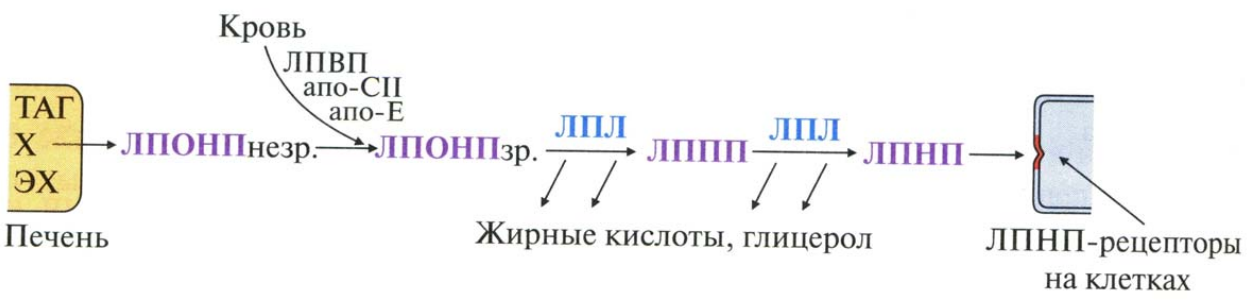 Кровь
ЛПВП
апо-СII
апо-Е
ТАГ
Х
ЭХ
ЛПОНПнезр.
ЛПОНПзр.
ЛПЛ
ЛППП
ЛПЛ
ЛПНП
Печень
Жирные кислоты, глицерол
ЛПНП-рецепторы
на клетках